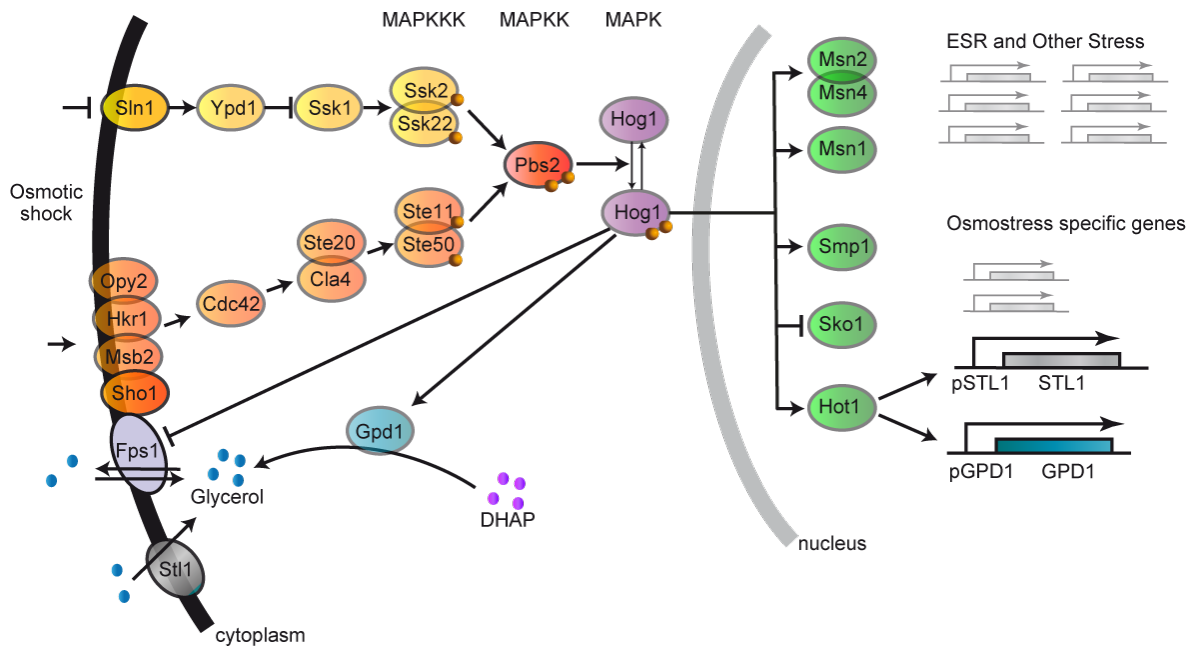 MAPKKK MAPKK MAPK
ESR and Other Stress
Sln1
Ypd1
Ssk1
Ssk2
Ssk22
Pbs2
Hog1
Hog1
Msn2
Msn4
Msn1
Smp1
Sko1
Hot1
Osmotic
shock
Ste11
Ste50
Ste20
Cla4
Cdc42
Opy2
Hkr1
Msb2
Sho1
Fps1
Gpd1
Glycerol
DHAP
Stl1
cytoplasm
nucleus
Osmostress specific genes
pSTL1 STL1
pGPD1 GPD1